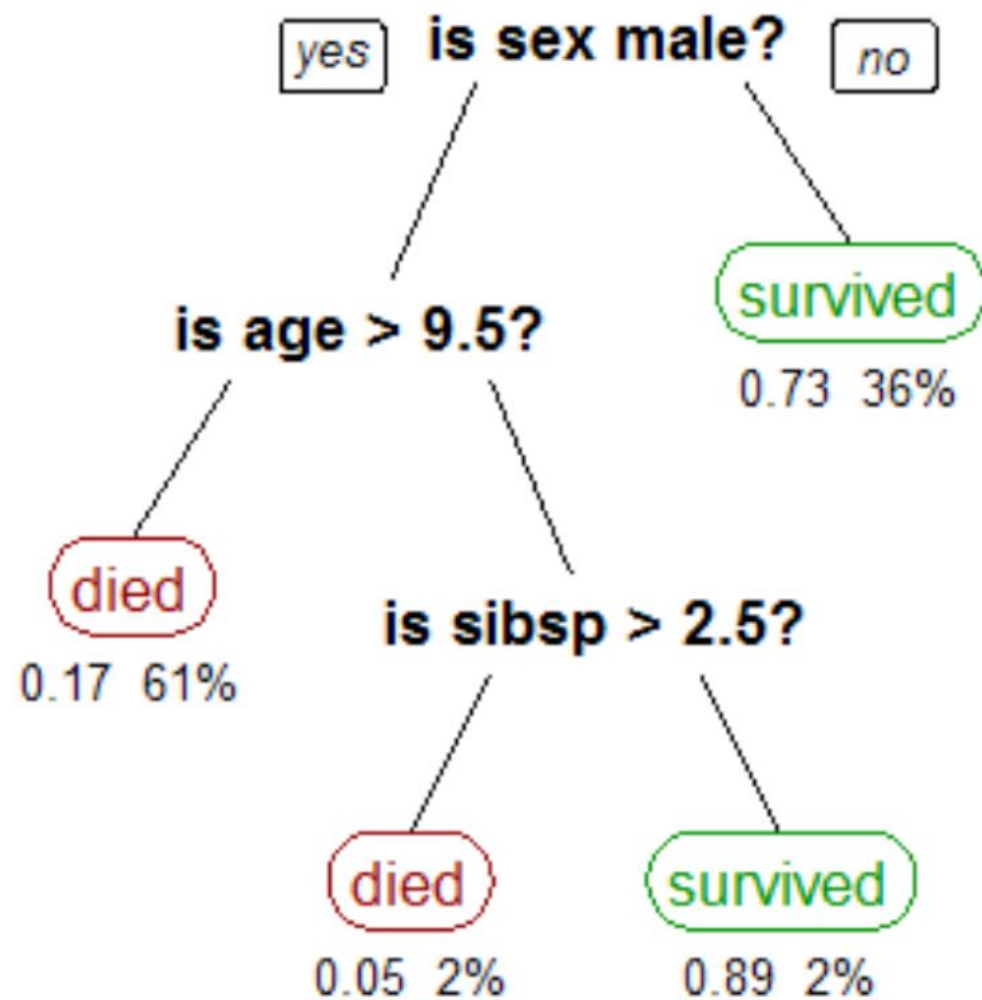 yes is sex male? no
is age > 9.5?
survived
0.73 36%
died
0.17 61%
is sibsp > 2.5?
died
0.05 2%
survived
0.89 2%